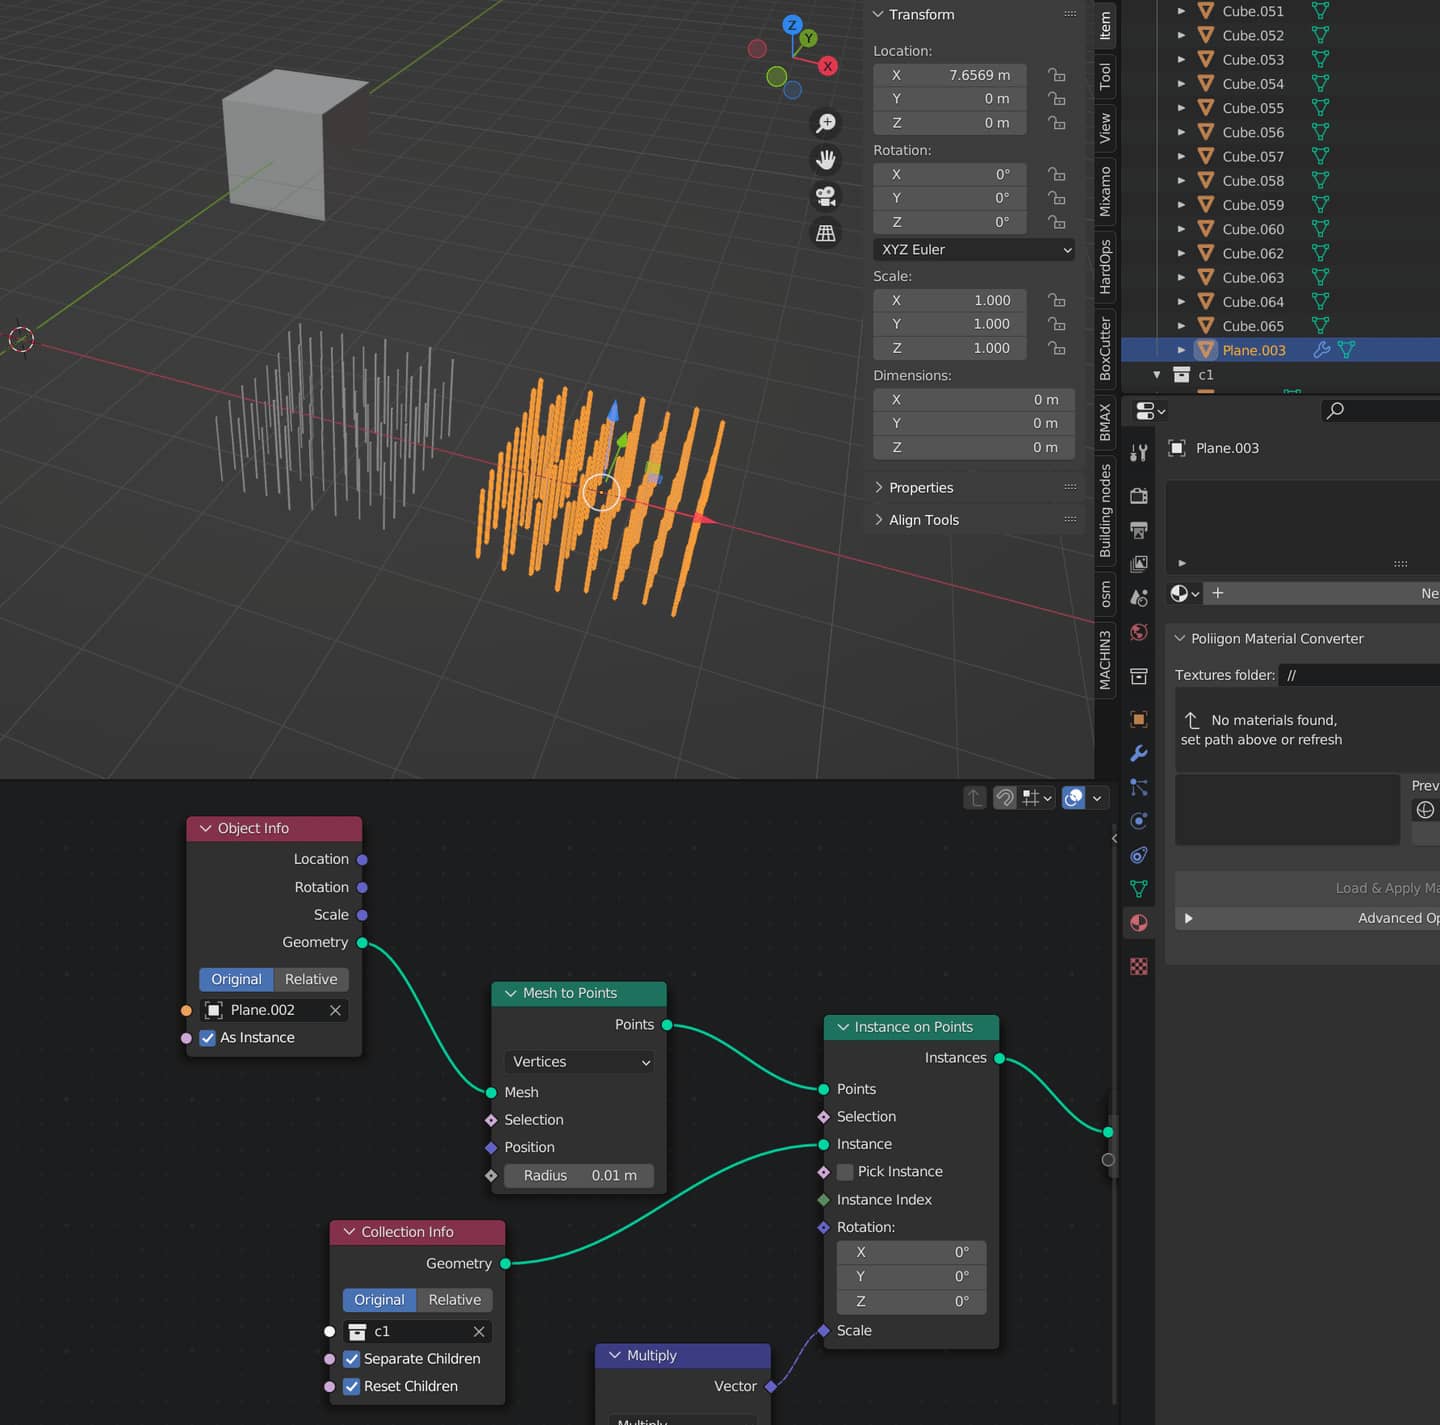 Z
Y
X
Transform
Location:
X 7.6569 m
Y 0 m
Z 0 m
Rotation:
X 0°
Y 0°
Z 0°
XYZ Euler
Scale:
X 1.000
Y 1.000
Z 1.000
Dimensions:
X 0 m
Y 0 m
Z 0 m
Properties
Align Tools
Item
Tool
View
Mixamo
HardOps
BoxCutter
BMAX
Building nodes
osm
MACHIN3
Cube.051
Cube.052
Cube.053
Cube.054
Cube.055
Cube.056
Cube.057
Cube.058
Cube.059
Cube.060
Cube.062
Cube.063
Cube.064
Cube.065
Plane.003
c1
Plane.003
Ne
Poliigon Material Converter
Textures folder: //
No materials found,
set path above or refresh
Prev
Load & Apply Ma
Advanced Op
Object Info
Location
Rotation
Scale
Geometry
Original Relative
Plane.002
As Instance
Mesh to Points
Points
Vertices
Mesh
Selection
Position
Radius 0.01 m
Instance on Points
Instances
Points
Selection
Instance
Pick Instance
Instance Index
Rotation:
X 0°
Y 0°
Z 0°
Scale
Collection Info
Geometry
Original Relative
c1
Separate Children
Reset Children
Multiply
Vector
Multiply